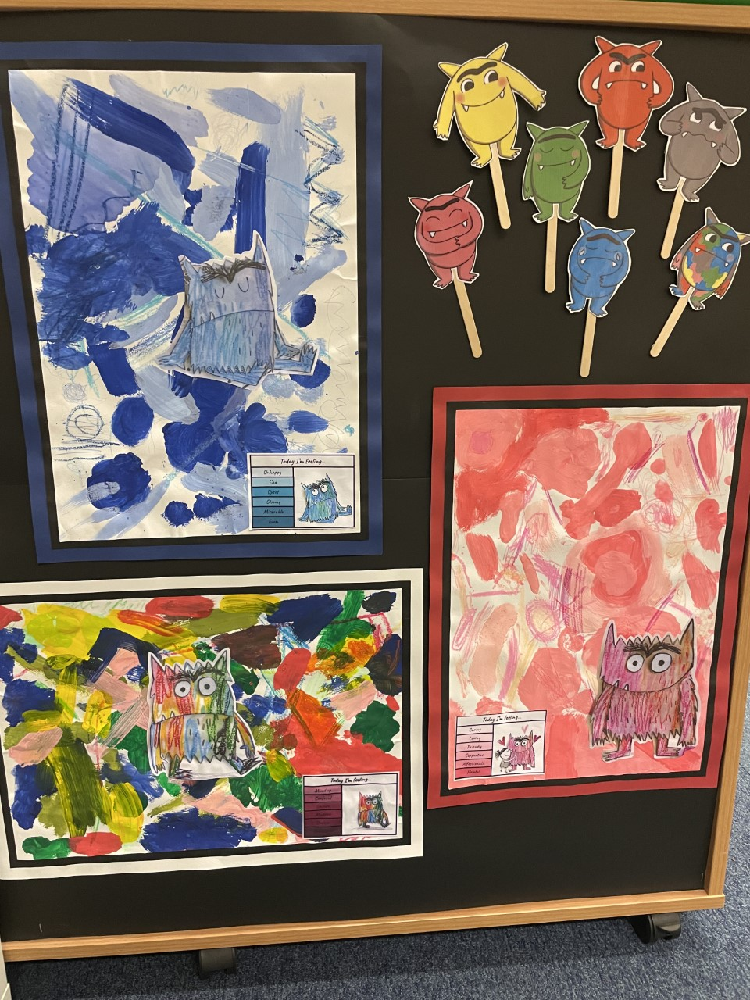 Today I'm feeling...
Unhappy
Sad
Upset
Gloomy
Miserable
Glum
Today I'm feeling...
Mixed up
Confused
Today I'm feeling...
Caring
Loving
Friendly
Supportive
Affectionate
Helpful